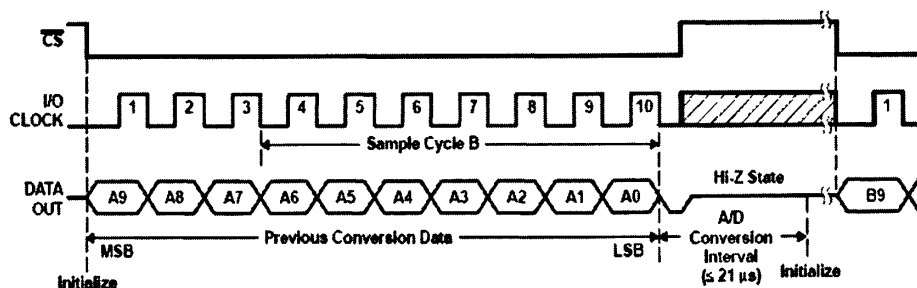 CS
I/O CLOCK
1 2 3 4 5 6 7 8 9 10 1
Sample Cycle B
DATA OUT
A9 A8 A7 A6 A5 A4 A3 A2 A1 A0 B9
Hi-Z State
Previous Conversion Data
MSB
LSB
A/D
Conversion
Interval
(≤ 21 μs)
Initialize
Initialize